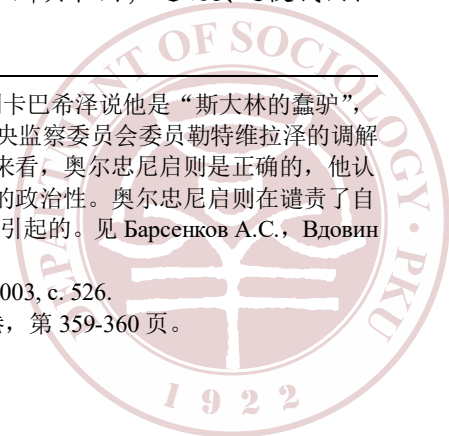 卡巴希泽说他是“斯大林的蠢驴”，
央监察委员会委员勒特维拉泽的调解
来看，奥尔忠尼启则是正确的，他认
的政治性。奥尔忠尼启则在谴责了自
引起的。见 Барсенков А.С., Вдовин
003, с. 526.
第 359-360 页。
DEPARTMENT OF SOCIOLOGY • PKU
1922